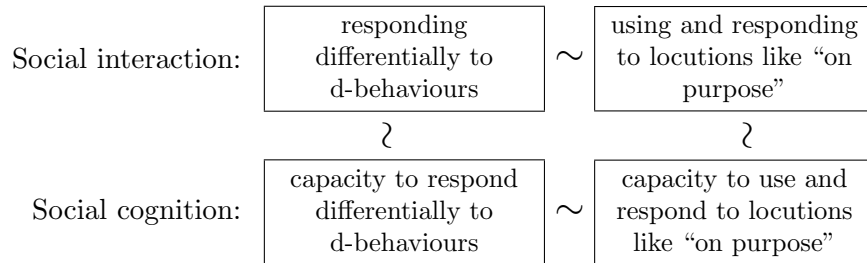 Social interaction:
responding
differentially to
d-behaviours
∼
using and responding
to locutions like “on
purpose”
≀
≀
Social cognition:
capacity to respond
differentially to
d-behaviours
∼
capacity to use and
respond to locutions
like “on purpose”